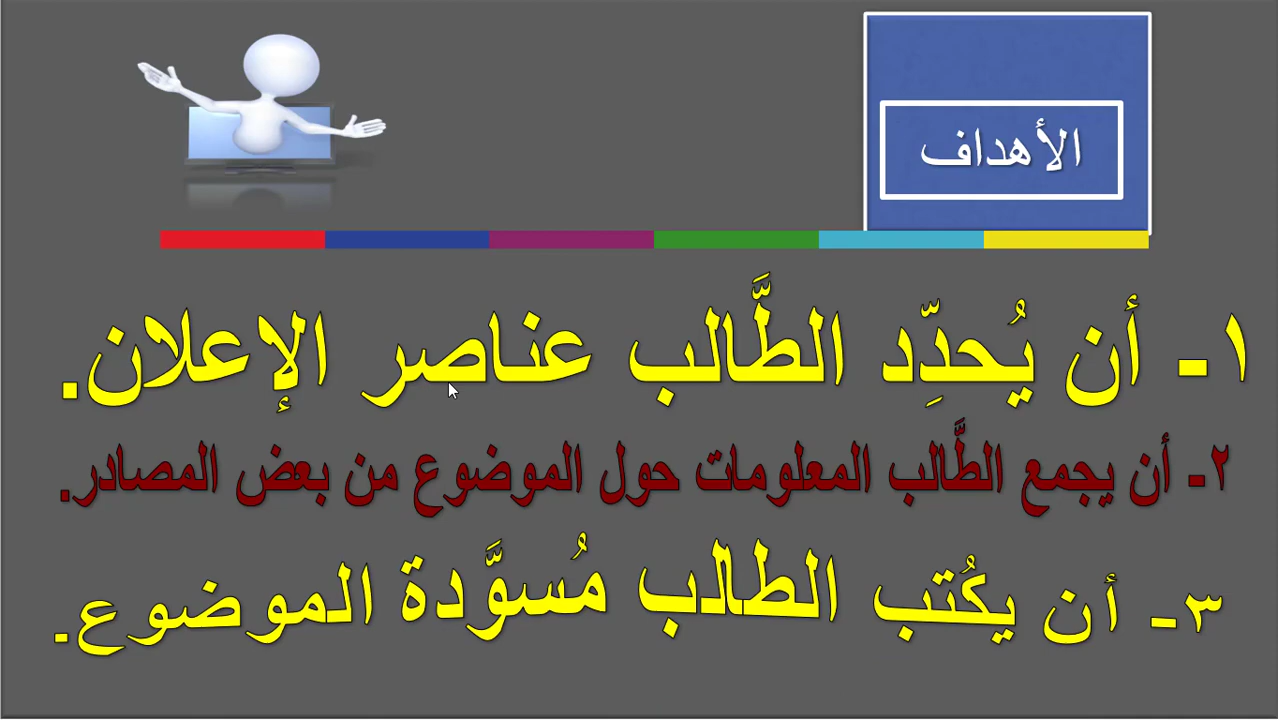 الأهداف
١- أن يُحدِّد الطَّالب عناصر الإعلان.
٢- أن يجمع الطَّالب المعلومات حول الموضوع من بعض المصادر.
٣- أن يكُتب الطالب مُسوَّدة الموضوع.